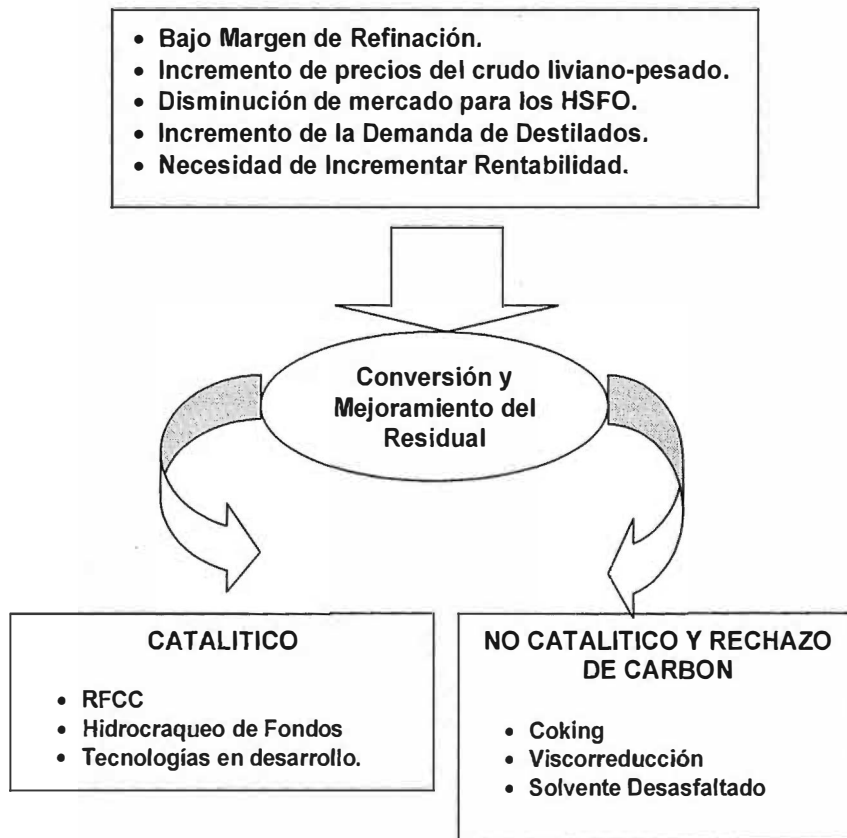 • Bajo Margen de Refinación.
• Incremento de precios del crudo liviano-pesado.
• Disminución de mercado para los HSFO.
• Incremento de la Demanda de Destilados.
• Necesidad de Incrementar Rentabilidad.
Conversión y
Mejoramiento del
Residual
CATALITICO
• RFCC
• Hidrocraqueo de Fondos
• Tecnologías en desarrollo.
NO CATALITICO Y RECHAZO
DE CARBON
• Coking
• Viscorreducción
• Solvente Desasfaltado